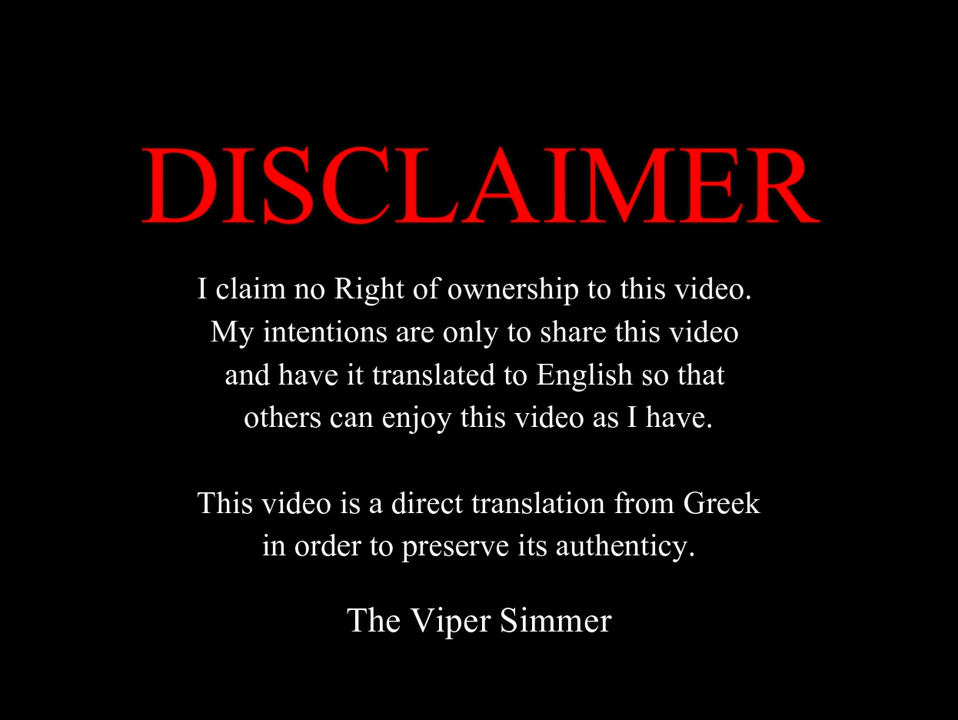 DISCLAIMER
I claim no Right of ownership to this video.
My intentions are only to share this video
and have it translated to English so that
others can enjoy this video as I have.
This video is a direct translation from Greek
in order to preserve its authenticy.
The Viper Simmer